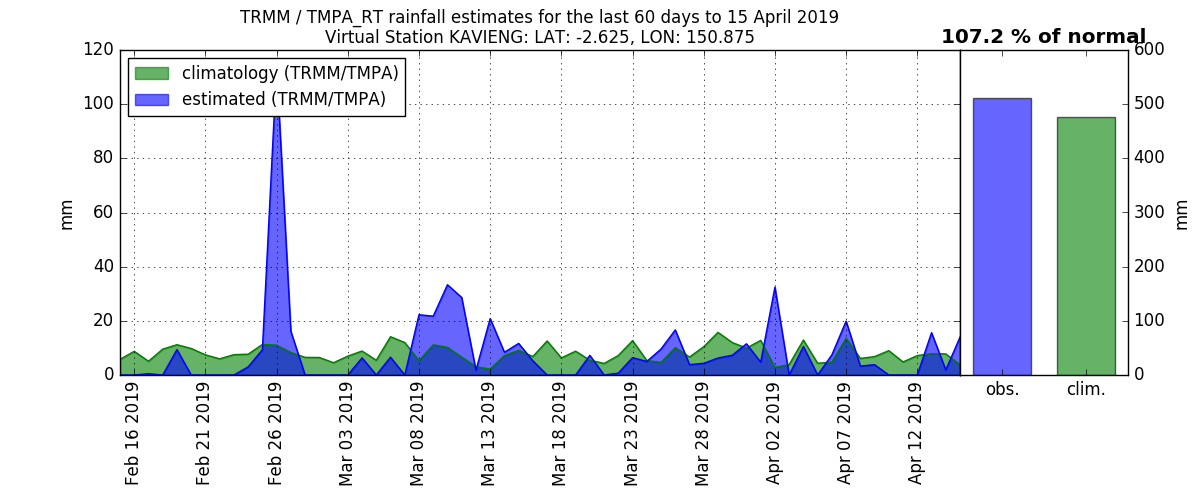 TRMM / TMPA_RT rainfall estimates for the last 60 days to 15 April 2019
Virtual Station KAVIENG: LAT: -2.625, LON: 150.875
107.2 % of normal
climatology (TRMM/TMPA)
estimated (TRMM/TMPA)
120
100
80
60
40
20
0
mm
600
500
400
300
200
100
0
mm
obs.
clim.
Feb 16 2019
Feb 21 2019
Feb 26 2019
Mar 03 2019
Mar 08 2019
Mar 13 2019
Mar 18 2019
Mar 23 2019
Mar 28 2019
Apr 02 2019
Apr 07 2019
Apr 12 2019